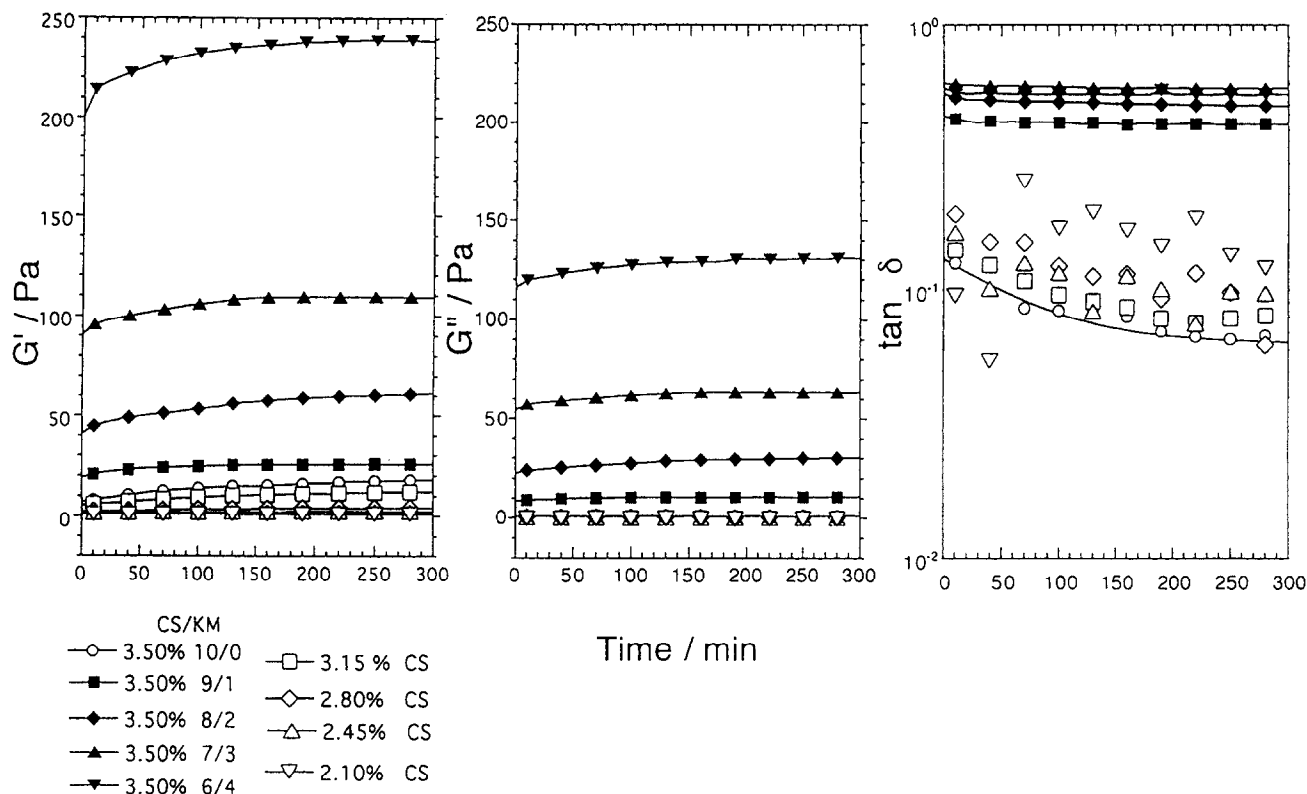 250
200
150
100
50
0
G' / Pa
0 50 100 150 200 250 300
250
200
150
100
50
0
G" / Pa
0 50 100 150 200 250 300
10⁰
10⁻¹
10⁻²
tan δ
0 50 100 150 200 250 300
Time / min
CS/KM
3.50% 10/0
3.50% 9/1
3.50% 8/2
3.50% 7/3
3.50% 6/4
3.15 % CS
2.80% CS
2.45% CS
2.10% CS